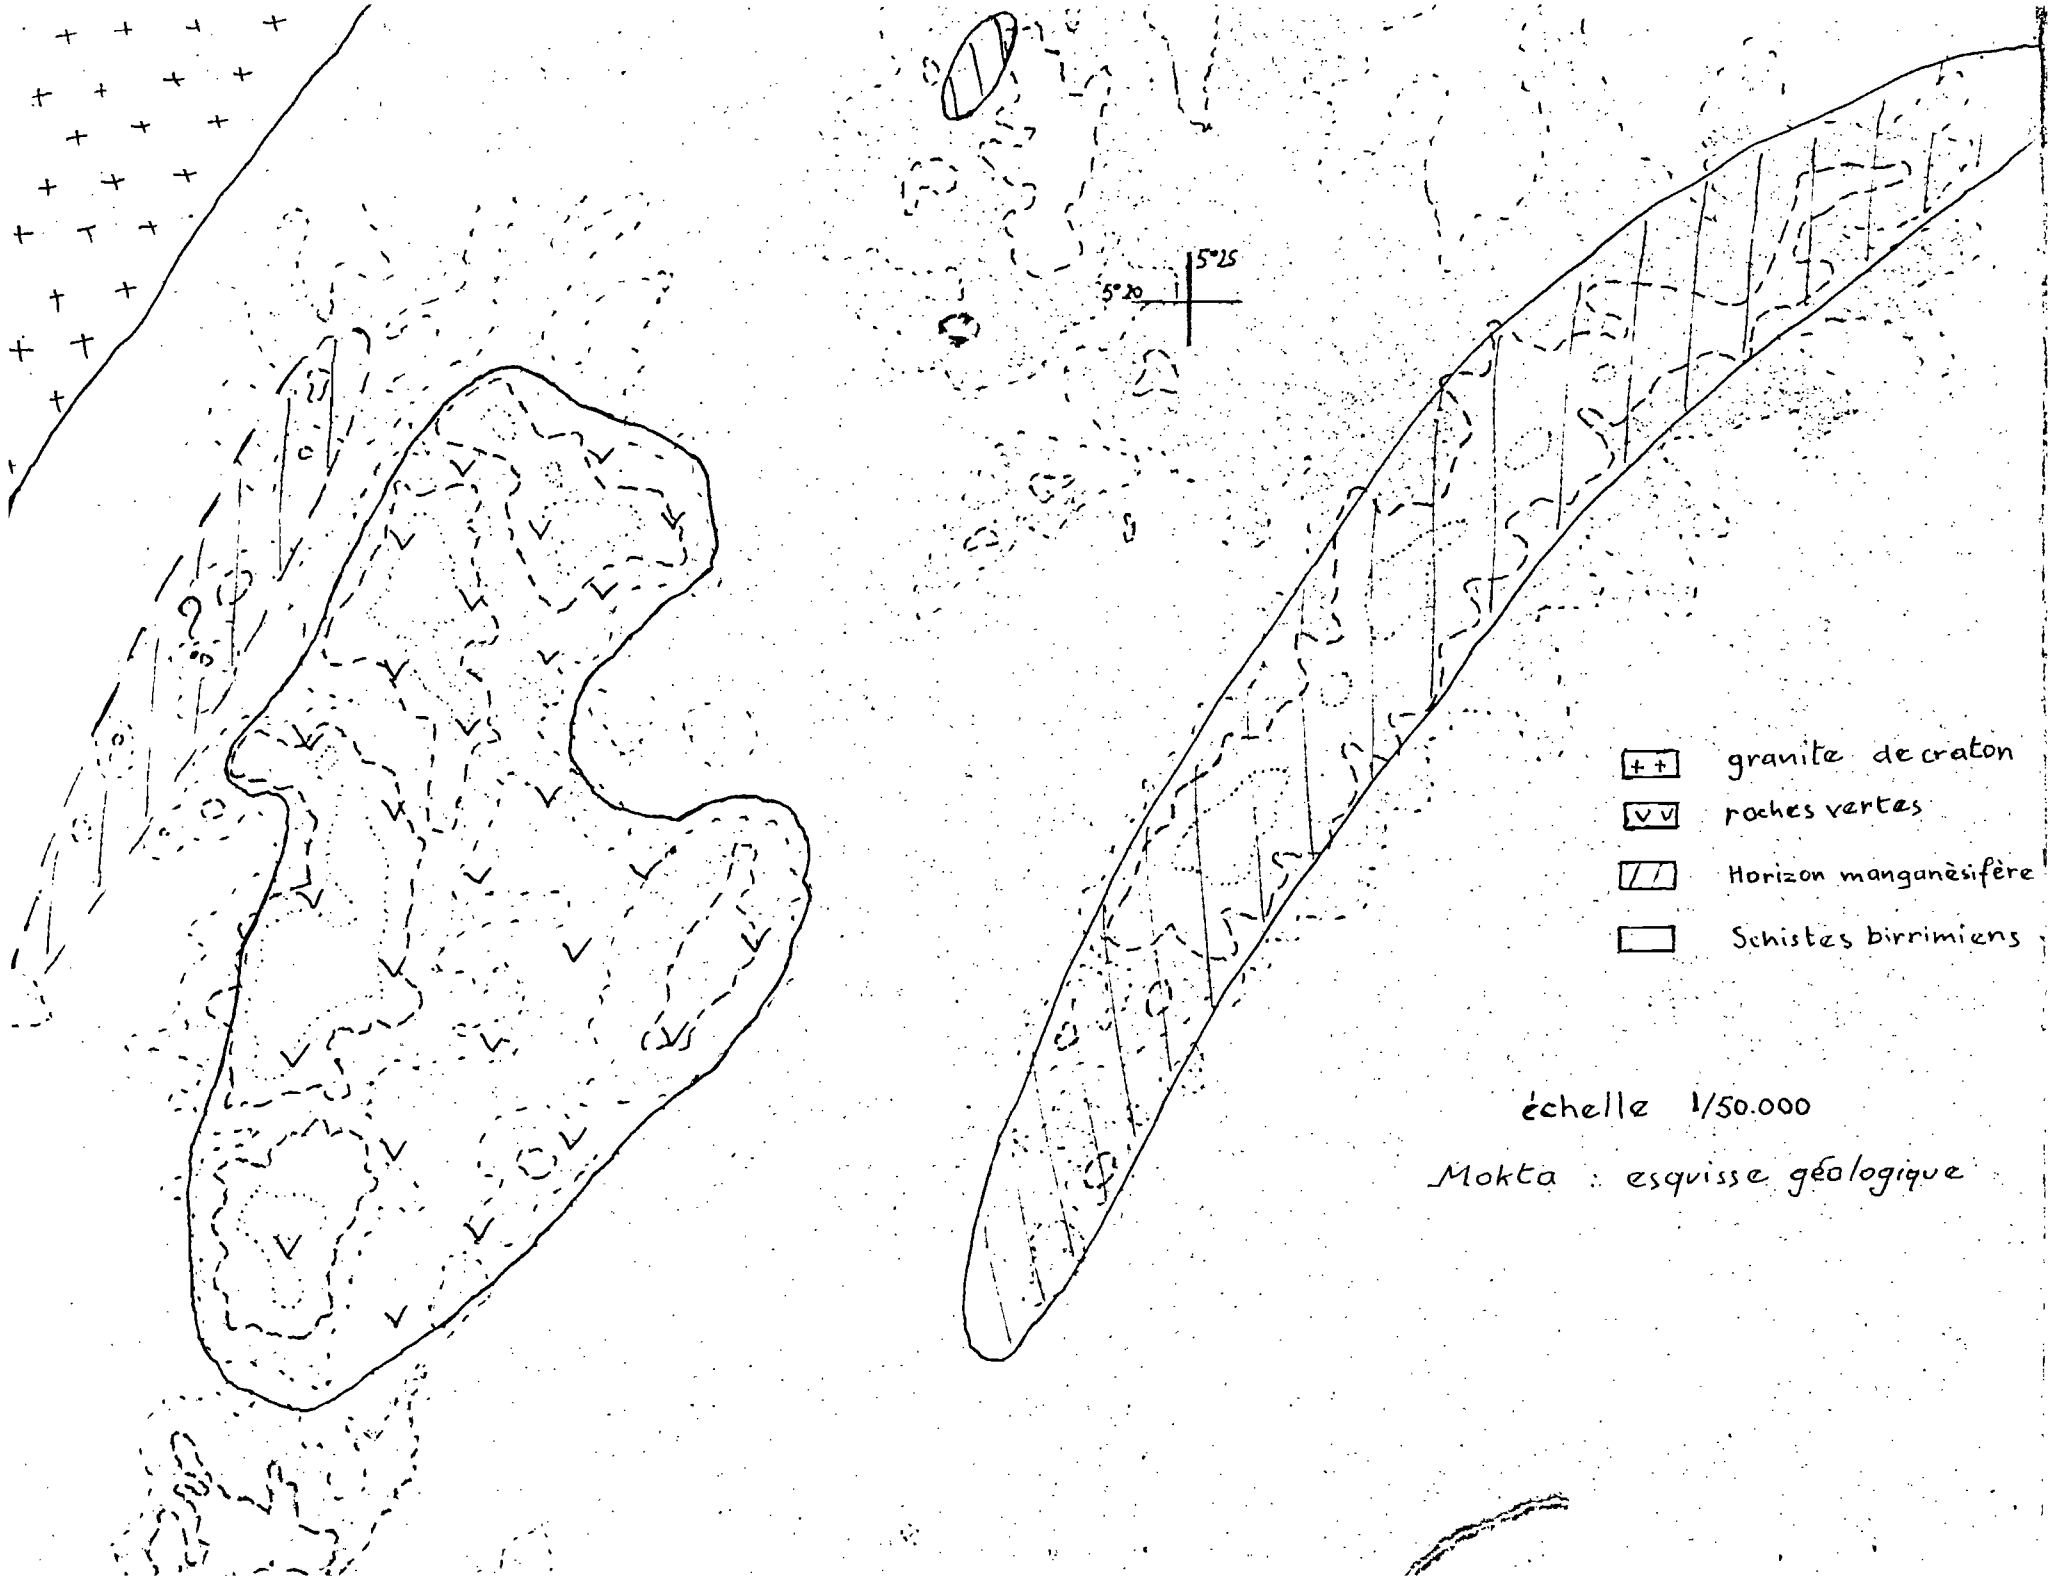 5°25
5°20
?
granite de craton
roches vertes
Horizon manganèsifère
Schistes birrimiens
échelle 1/50.000
Mokta : esquisse géologique